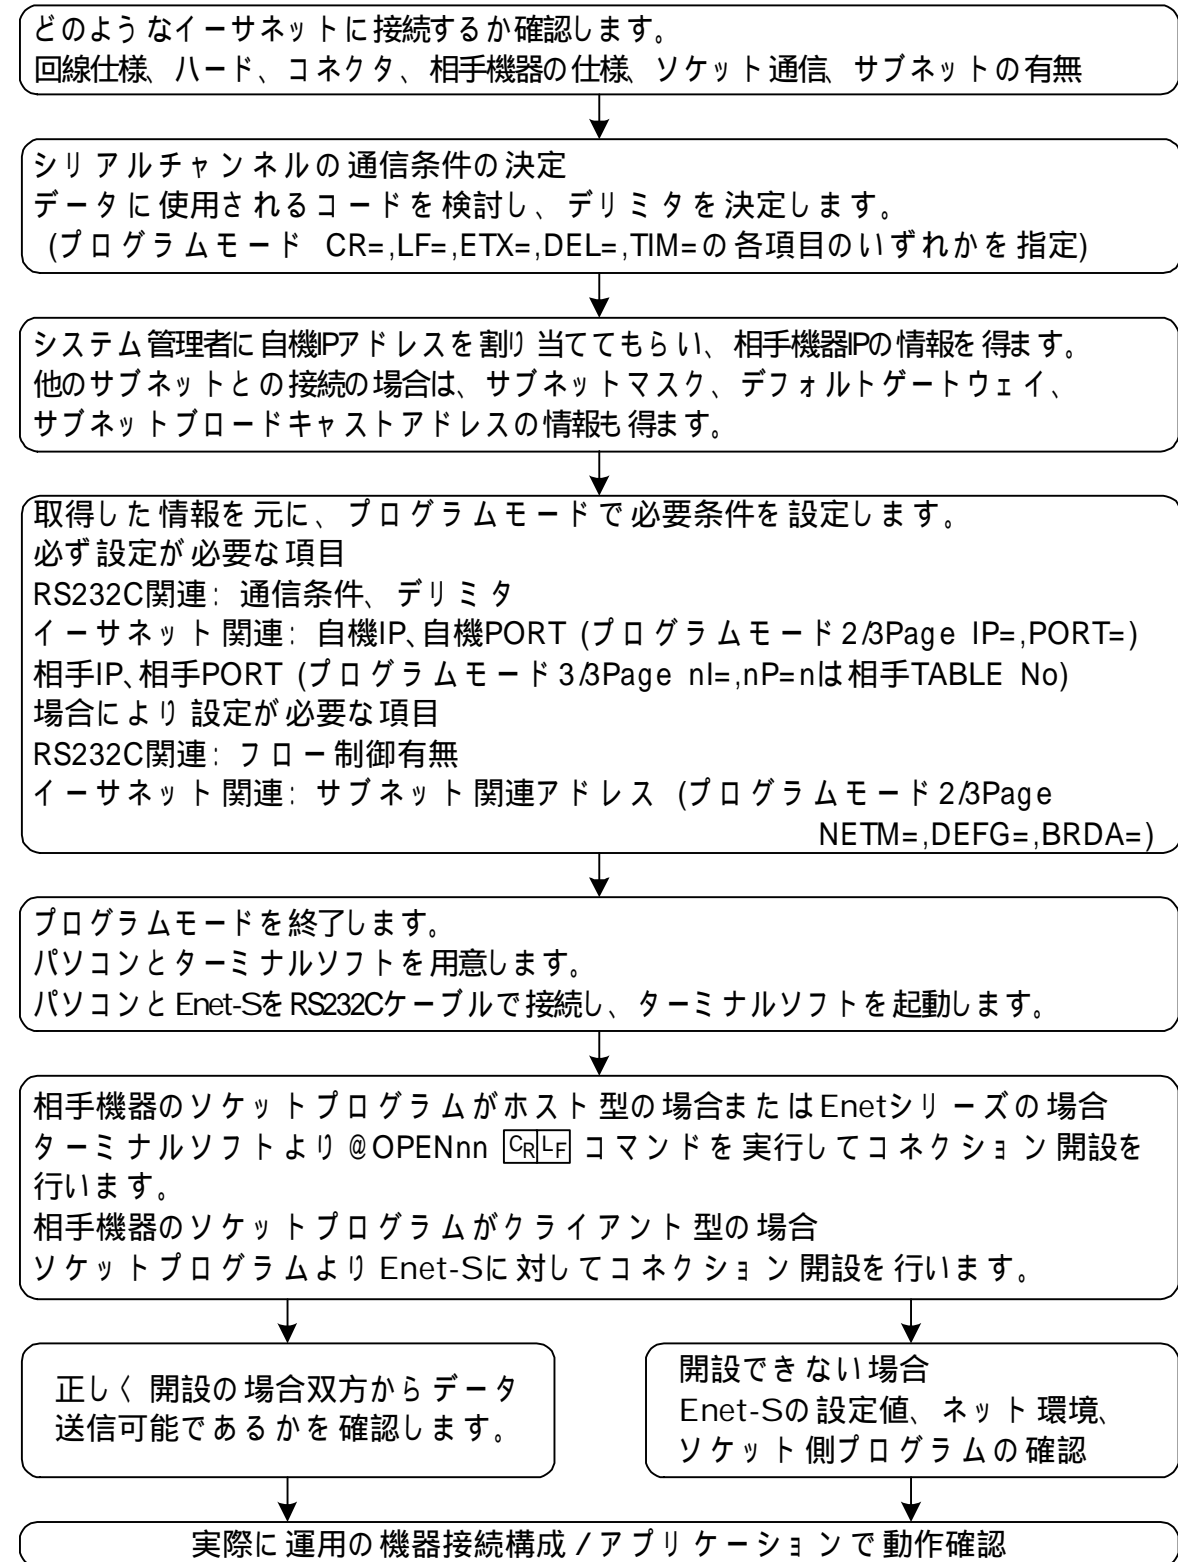 どのようなイーサネットに接続するか確認します。
回線仕様、ハード、コネクタ、相手機器の仕様、ソケット通信、サブネットの有無
シリアルチャンネルの通信条件の決定
データに使用されるコードを検討し、デリミタを決定します。
(プログラムモード CR=,LF=,ETX=,DEL=,TIM=の各項目のいずれかを指定)
システム管理者に自機IPアドレスを割り当ててもらい、相手機器IPの情報を得ます。
他のサブネットとの接続の場合は、サブネットマスク、デフォルトゲートウェイ、
サブネットブロードキャストアドレスの情報も得ます。
取得した情報を元に、プログラムモードで必要条件を設定します。
必ず設定が必要な項目
RS232C関連:通信条件、デリミタ
イーサネット関連:自機IP、自機PORT (プログラムモード2/3Page IP=,PORT=)
相手IP、相手PORT (プログラムモード3/3Page nI=,nP=nは相手TABLE No)
場合により設定が必要な項目
RS232C関連:フロー制御有無
イーサネット関連:サブネット関連アドレス (プログラムモード2/3Page
NETM=,DEFG=,BRDA=)
プログラムモードを終了します。
パソコンとターミナルソフトを用意します。
パソコンとEnet-SをRS232Cケーブルで接続し、ターミナルソフトを起動します。
相手機器のソケットプログラムがホスト型の場合またはEnetシリーズの場合
ターミナルソフトより@OPENnn CRLF コマンドを実行してコネクション開設を
行います。
相手機器のソケットプログラムがクライアント型の場合
ソケットプログラムよりEnet-Sに対してコネクション開設を行います。
正しく開設の場合双方からデータ
送信可能であるかを確認します。
開設できない場合
Enet-Sの設定値、ネット環境、
ソケット側プログラムの確認
実際に運用の機器接続構成/アプリケーションで動作確認